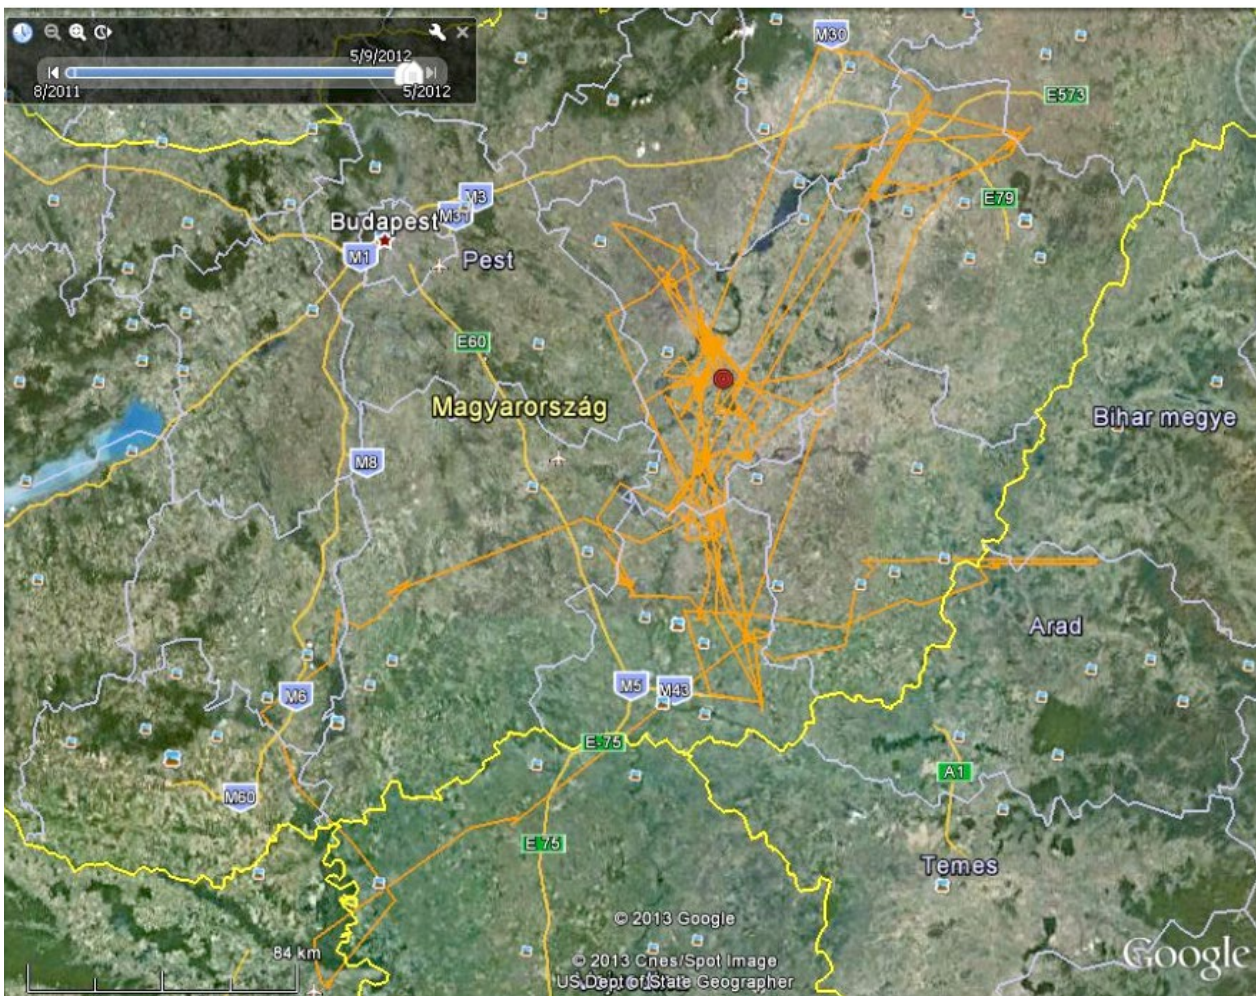 5/9/2012
8/2011
5/2012
M30
E573
M3
M31
Budapest
E79
M1
Pest
E60
Magyarország
Bihar megye
M8
Arad
M5
M43
M6
E-75
A1
M60
E 75
Temes
© 2013 Google
84 km
© 2013 Cnes/Spot Image
US Dept of State Geographer
Google